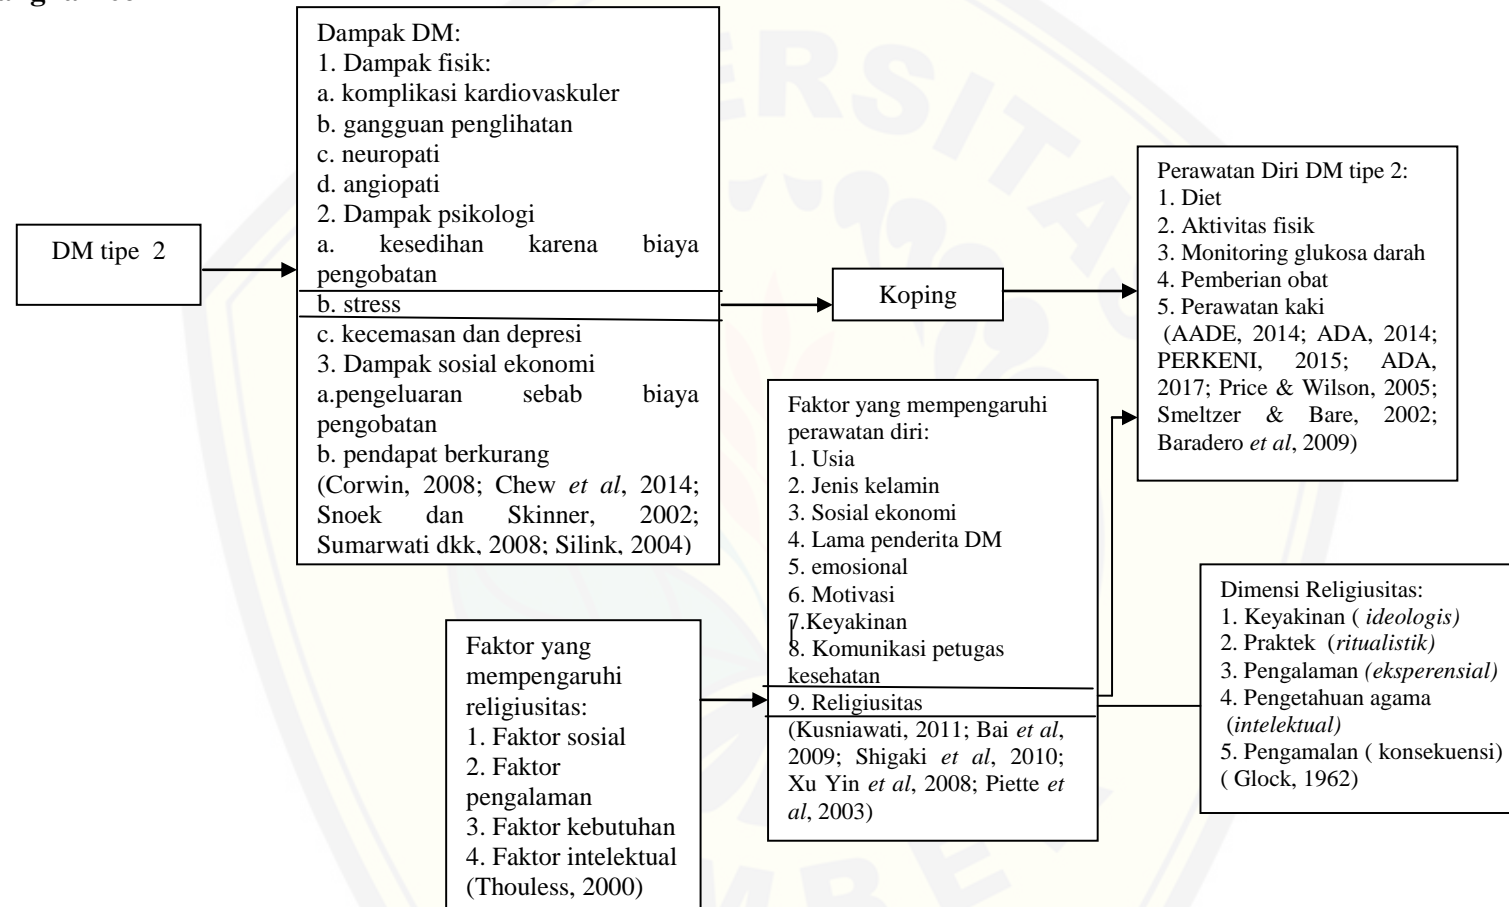 DM tipe 2
Dampak DM:
1. Dampak fisik:
a. komplikasi kardiovaskuler
b. gangguan penglihatan
c. neuropati
d. angiopati
2. Dampak psikologi
a. kesedihan karena biaya
pengobatan
b. stress
c. kecemasan dan depresi
3. Dampak sosial ekonomi
a.pengeluaran sebab biaya
pengobatan
b. pendapat berkurang
(Corwin, 2008; Chew et al, 2014;
Snoek dan Skinner, 2002;
Sumarwati dkk, 2008; Silink, 2004)
Koping
Perawatan Diri DM tipe 2:
1. Diet
2. Aktivitas fisik
3. Monitoring glukosa darah
4. Pemberian obat
5. Perawatan kaki
(AADE, 2014; ADA, 2014;
PERKENI, 2015; ADA,
2017; Price & Wilson, 2005;
Smeltzer & Bare, 2002;
Baradero et al, 2009)
Faktor yang mempengaruhi
perawatan diri:
1. Usia
2. Jenis kelamin
3. Sosial ekonomi
4. Lama penderita DM
5. emosional
6. Motivasi
7.Keyakinan
8. Komunikasi petugas
kesehatan
9. Religiusitas
(Kusniawati, 2011; Bai et al,
2009; Shigaki et al, 2010;
Xu Yin et al, 2008; Piette et
al, 2003)
Faktor yang
mempengaruhi
religiusitas:
1. Faktor sosial
2. Faktor
pengalaman
3. Faktor kebutuhan
4. Faktor intelektual
(Thouless, 2000)
Dimensi Religiusitas:
1. Keyakinan ( ideologis)
2. Praktek (ritualistik)
3. Pengalaman (eksperensial)
4. Pengetahuan agama
(intelektual)
5. Pengamalan ( konsekuensi)
( Glock, 1962)